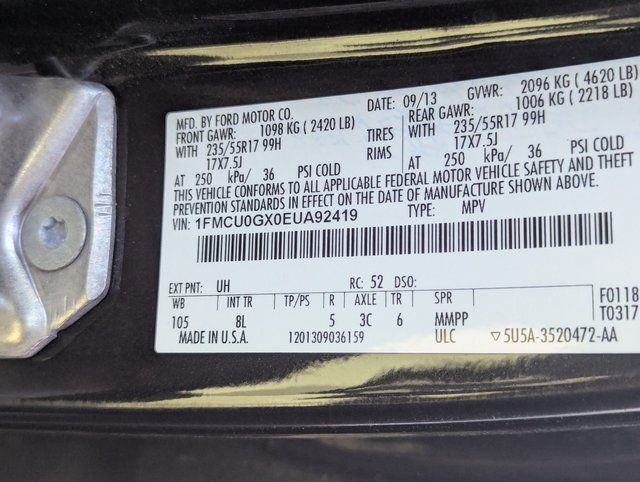 MFD. BY FORD MOTOR CO.
DATE: 09/13 GVWR: 2096 KG ( 4620 LB)
FRONT GAWR: 1098 KG ( 2420 LB) REAR GAWR: 1006 KG ( 2218 LB)
WITH 235/55R17 99H TIRES WITH 235/55R17 99H
17X7.5J RIMS 17X7.5J
AT 250 kPa/ 36 PSI COLD AT 250 kPa/ 36 PSI COLD
THIS VEHICLE CONFORMS TO ALL APPLICABLE FEDERAL MOTOR VEHICLE SAFETY AND THEFT
PREVENTION STANDARDS IN EFFECT ON THE DATE OF MANUFACTURE SHOWN ABOVE.
VIN: 1FMCU0GX0EUA92419 TYPE: MPV
EXT PNT: UH RC: 52 DSO:
WB INT TR TP/PS R AXLE TR SPR F0118
105 8L 5 3C 6 MMPP T0317
MADE IN U.S.A. 1201309036159 ULC ▽5U5A-3520472-AA